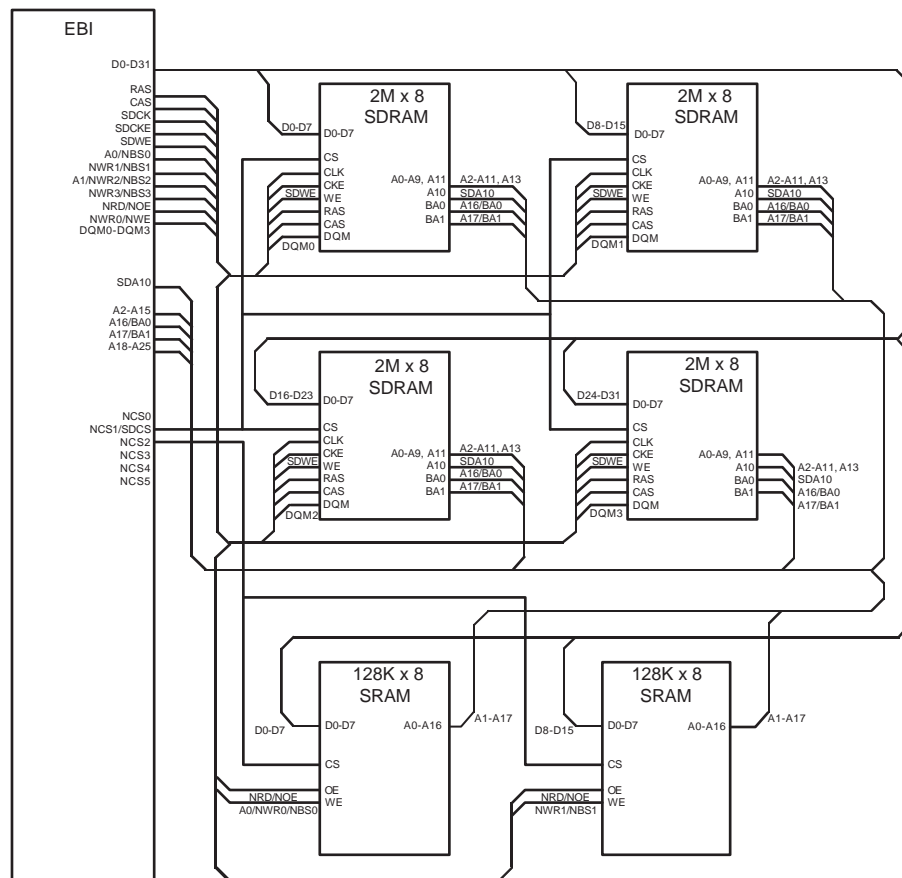 EBI
D0-D31
RAS
CAS
SDCK
SDCKE
SDWE
A0/NBS0
NWR1/NBS1
A1/NWR2/NBS2
NWR3/NBS3
NRD/NOE
NWR0/NWE
DQM0-DQM3
SDA10
A2-A15
A16/BA0
A17/BA1
A18-A25
NCS0
NCS1/SDCS
NCS2
NCS3
NCS4
NCS5
2M x 8
SDRAM
D0-D7
D0-D7
CS
CLK
CKE
SDWE
WE
RAS
CAS
DQM0
DQM
A0-A9, A11
A10
BA0
BA1
A2-A11, A13
SDA10
A16/BA0
A17/BA1
2M x 8
SDRAM
D8-D15
D0-D7
CS
CLK
CKE
SDWE
WE
RAS
CAS
DQM1
DQM
A0-A9, A11
A10
BA0
BA1
A2-A11, A13
SDA10
A16/BA0
A17/BA1
2M x 8
SDRAM
D16-D23
D0-D7
CS
CLK
CKE
SDWE
WE
RAS
CAS
DQM2
DQM
A0-A9, A11
A10
BA0
BA1
A2-A11, A13
SDA10
A16/BA0
A17/BA1
2M x 8
SDRAM
D24-D31
D0-D7
CS
CLK
CKE
SDWE
WE
RAS
CAS
DQM3
DQM
A0-A9, A11
A10
BA0
BA1
A2-A11, A13
SDA10
A16/BA0
A17/BA1
128K x 8
SRAM
D0-D7
D0-D7
A0-A16
A1-A17
CS
OE
NRD/NOE
WE
A0/NWR0/NBS0
128K x 8
SRAM
D8-D15
D0-D7
A0-A16
A1-A17
CS
OE
NRD/NOE
WE
NWR1/NBS1